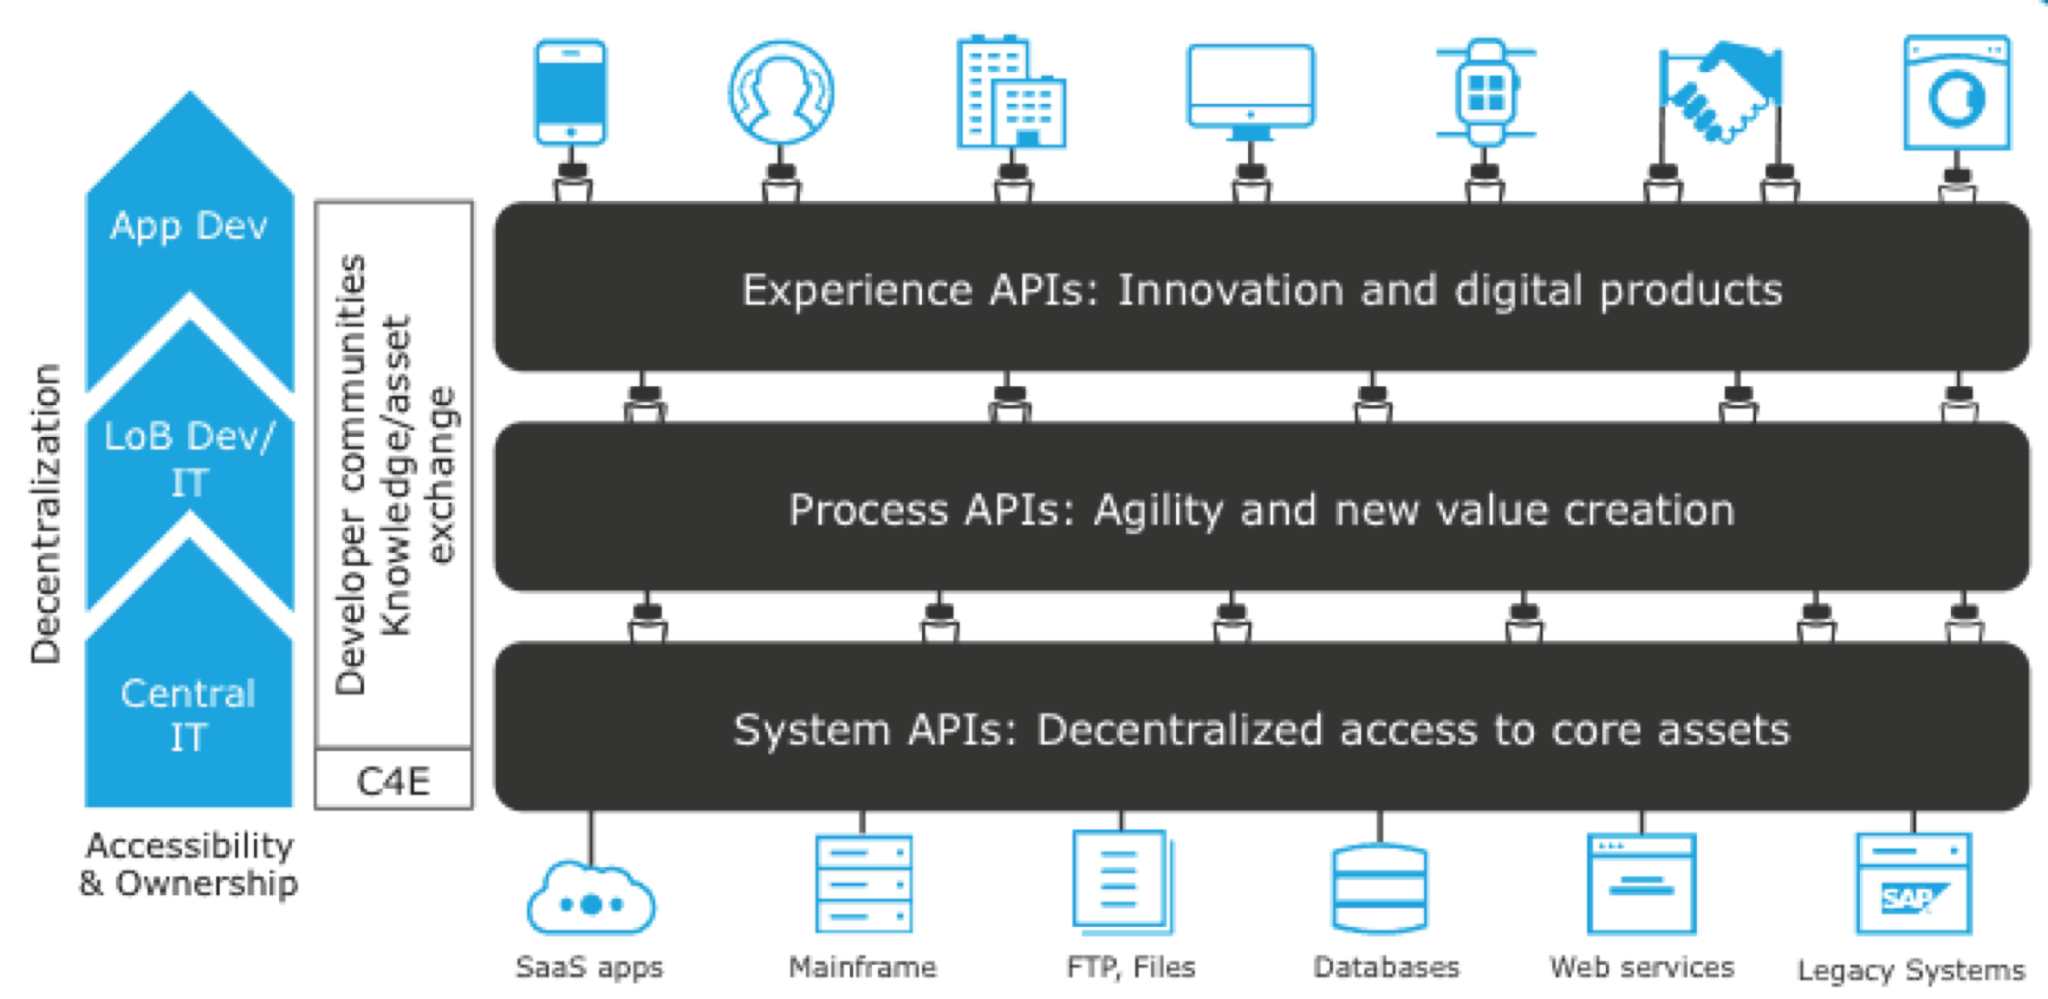 Decentralization
App Dev
LoB Dev/
IT
Central
IT
Accessibility
& Ownership
Developer communities
Knowledge/asset
exchange
C4E
Experience APIs: Innovation and digital products
Process APIs: Agility and new value creation
System APIs: Decentralized access to core assets
SAP
SaaS apps
Mainframe
FTP, Files
Databases
Web services
Legacy Systems